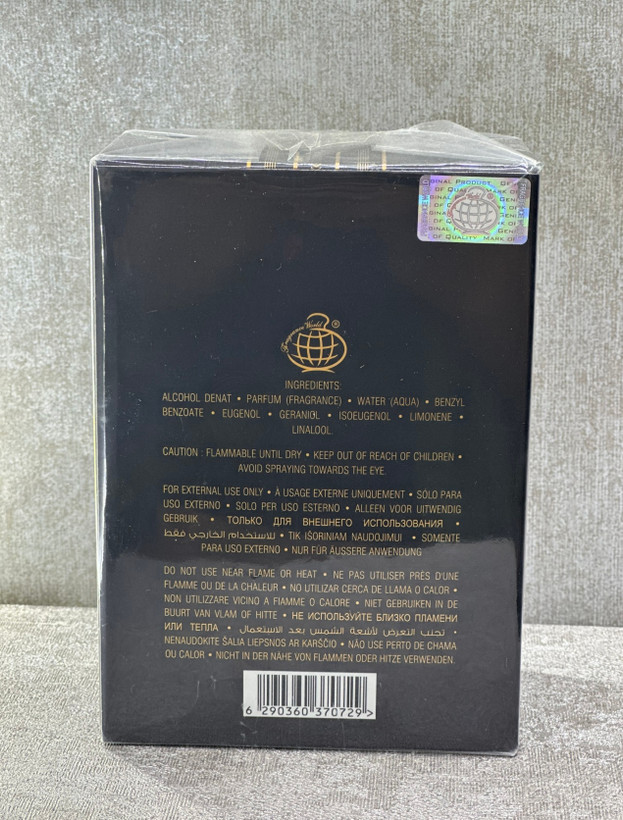 Fragrance World ®
INGREDIENTS:
ALCOHOL DENAT • PARFUM (FRAGRANCE) • WATER (AQUA) • BENZYL
BENZOATE • EUGENOL • GERANIOL • ISOEUGENOL • LIMONENE •
LINALOOL.
CAUTION : FLAMMABLE UNTIL DRY • KEEP OUT OF REACH OF CHILDREN •
AVOID SPRAYING TOWARDS THE EYE.
FOR EXTERNAL USE ONLY • À USAGE EXTERNE UNIQUEMENT • SÓLO PARA
USO EXTERNO • SOLO PER USO ESTERNO • ALLEEN VOOR UITWENDIG
GEBRUIK • ТОЛЬКО ДЛЯ ВНЕШНЕГО ИСПОЛЬЗОВАНИЯ •
للاستخدام الخارجي فقط • TIK IŠORINIAM NAUDOJIMUI • SOMENTE
PARA USO EXTERNO • NUR FÜR ÄUSSERE ANWENDUNG
DO NOT USE NEAR FLAME OR HEAT • NE PAS UTILISER PRÈS D'UNE
FLAMME OU DE LA CHALEUR • NO UTILIZAR CERCA DE LLAMA O CALOR •
NON UTILIZZARE VICINO A FIAMME O CALORE • NIET GEBRUIKEN IN DE
BUURT VAN VLAM OF HITTE • НЕ ИСПОЛЬЗУЙТЕ БЛИЗКО ПЛАМЕНИ
ИЛИ ТЕПЛА • تجنب التعرض لأشعة الشمس بعد الاستعمال •
NENAUDOKITE ŠALIA LIEPSNOS AR KARŠČIO • NÃO USE PERTO DE CHAMA
OU CALOR • NICHT IN DER NÄHE VON FLAMMEN ODER HITZE VERWENDEN.
6 290360 370729 >